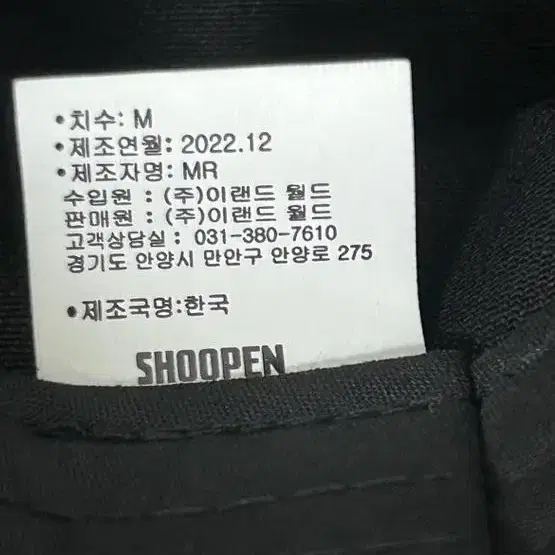 •치수: M
•제조연월: 2022.12
•제조자명: MR
수입원 : (주)이랜드 월드
판매원 : (주)이랜드 월드
고객상담실 : 031-380-7610
경기도 안양시 만안구 안양로 275
•제조국명:한국
SHOOPEN